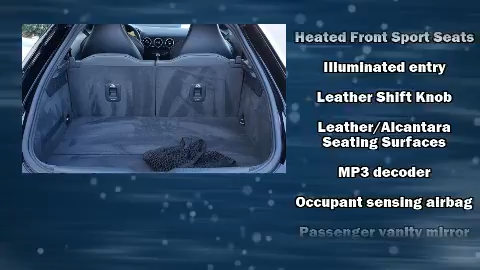 Heated Front Sport Seats
Illuminated entry
Leather Shift Knob
Leather/Alcantara
Seating Surfaces
MP3 decoder
Occupant sensing airbag
Passenger vanity mirror